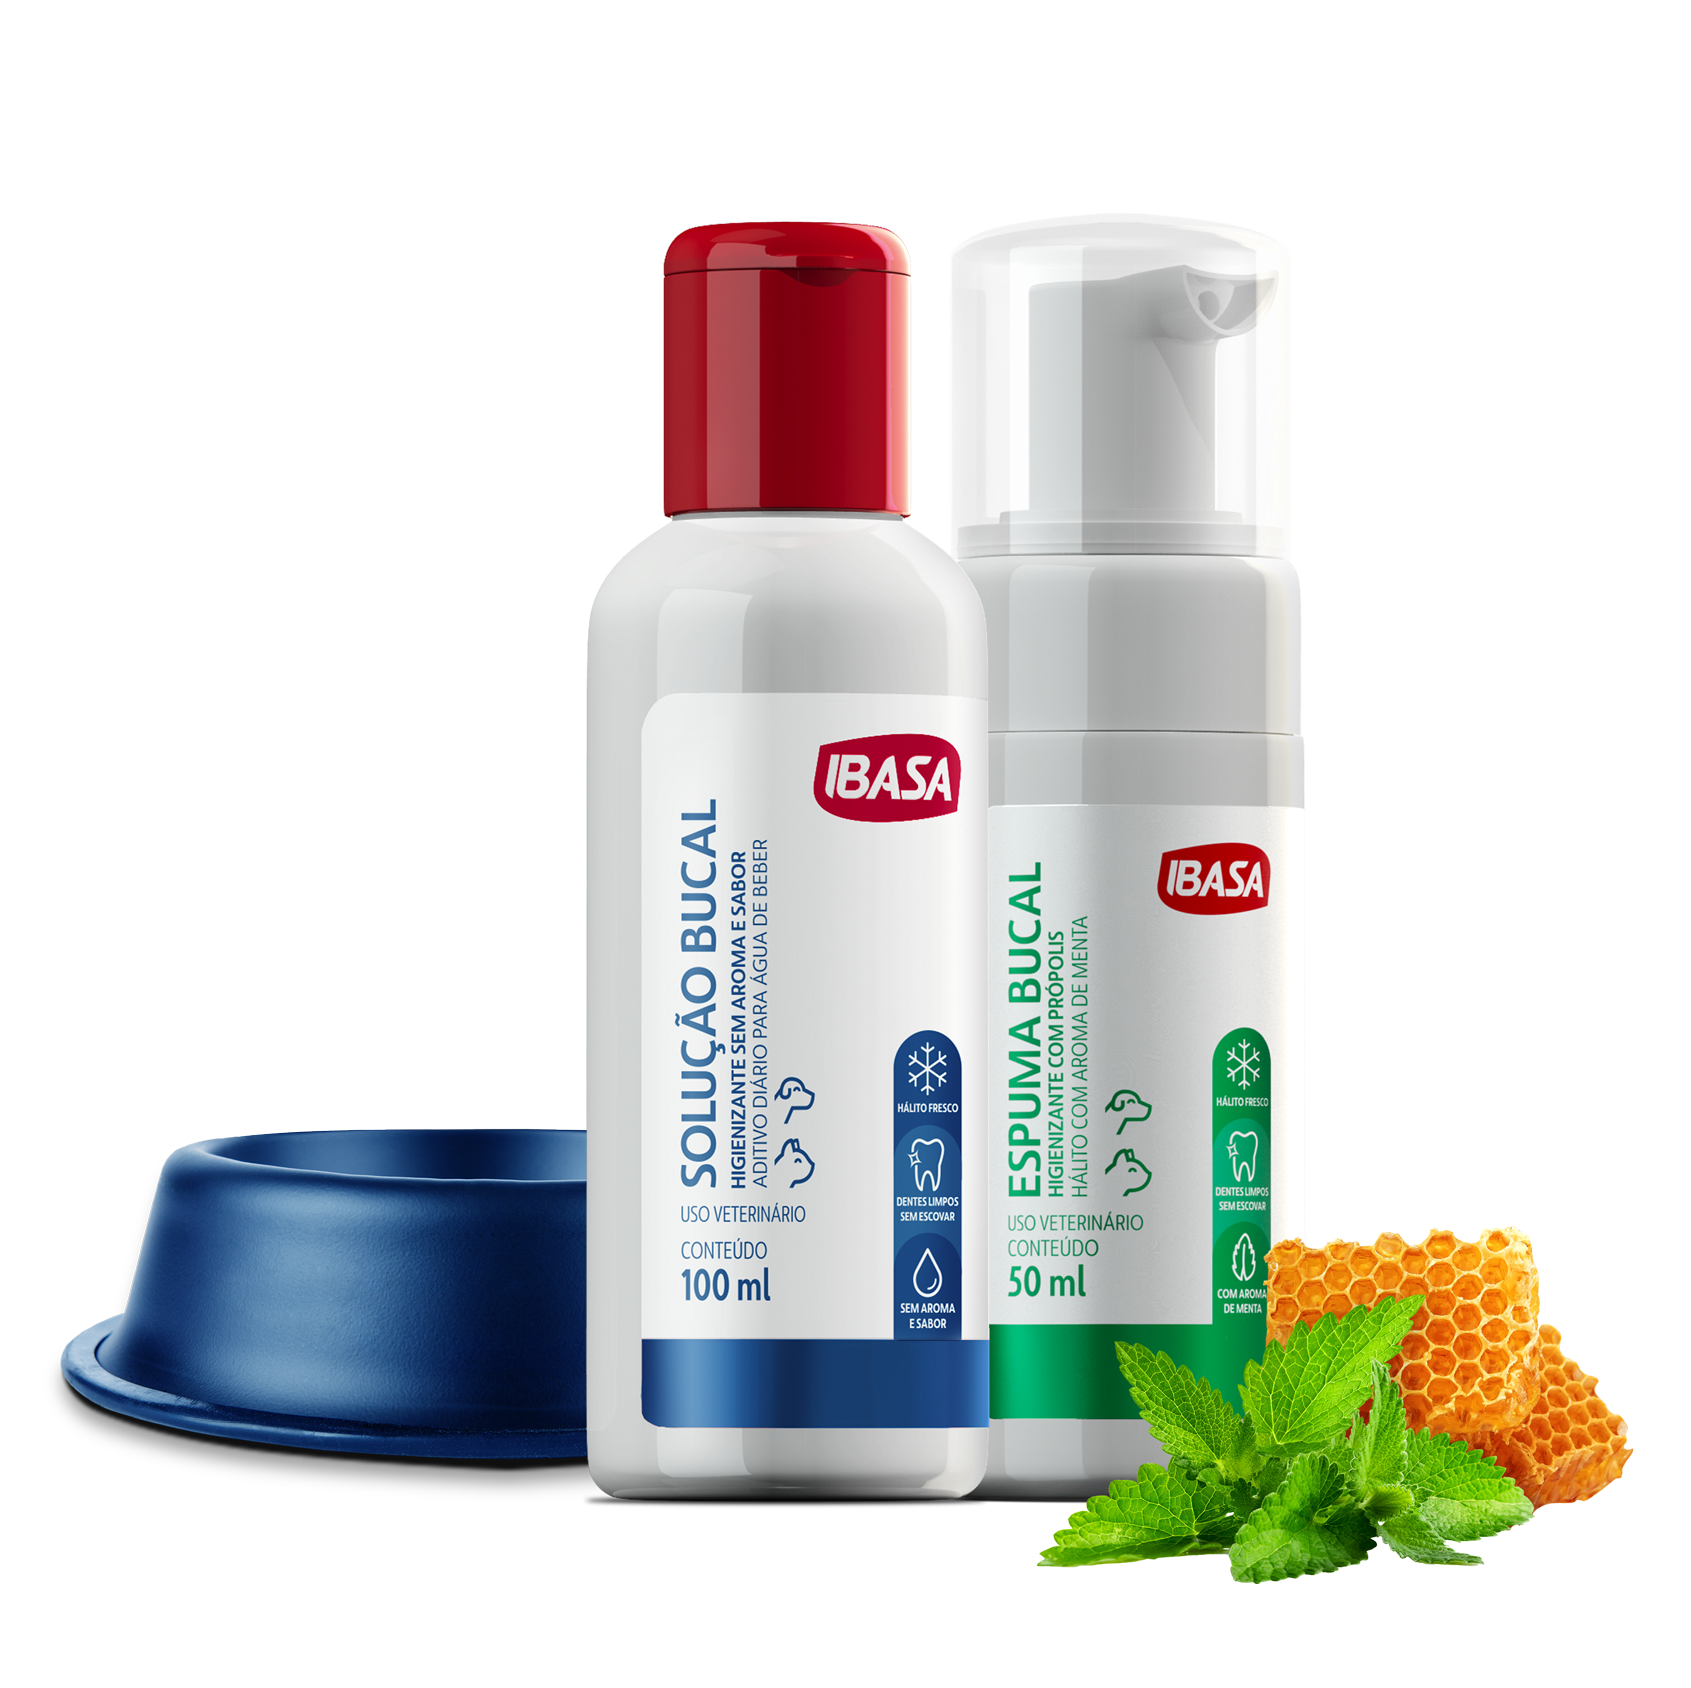 IBASA
SOLUÇÃO BUCAL
HIGIENIZANTE SEM AROMA E SABOR
ADITIVO DIÁRIO PARA ÁGUA DE BEBER
USO VETERINÁRIO
CONTEÚDO
100 ml
HÁLITO FRESCO
DENTES LIMPOS
SEM ESCOVAR
SEM AROMA
E SABOR
IBASA
ESPUMA BUCAL
HIGIENIZANTE COM PRÓPOLIS
HÁLITO COM AROMA DE MENTA
USO VETERINÁRIO
CONTEÚDO
50 ml
HÁLITO FRESCO
DENTES LIMPOS
SEM ESCOVAR
COM AROMA
DE MENTA